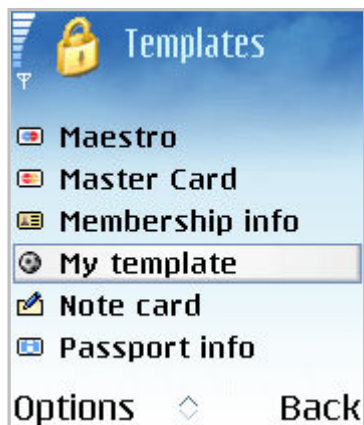 Templates
Maestro
Master Card
Membership info
My template
Note card
Passport info
Options Back